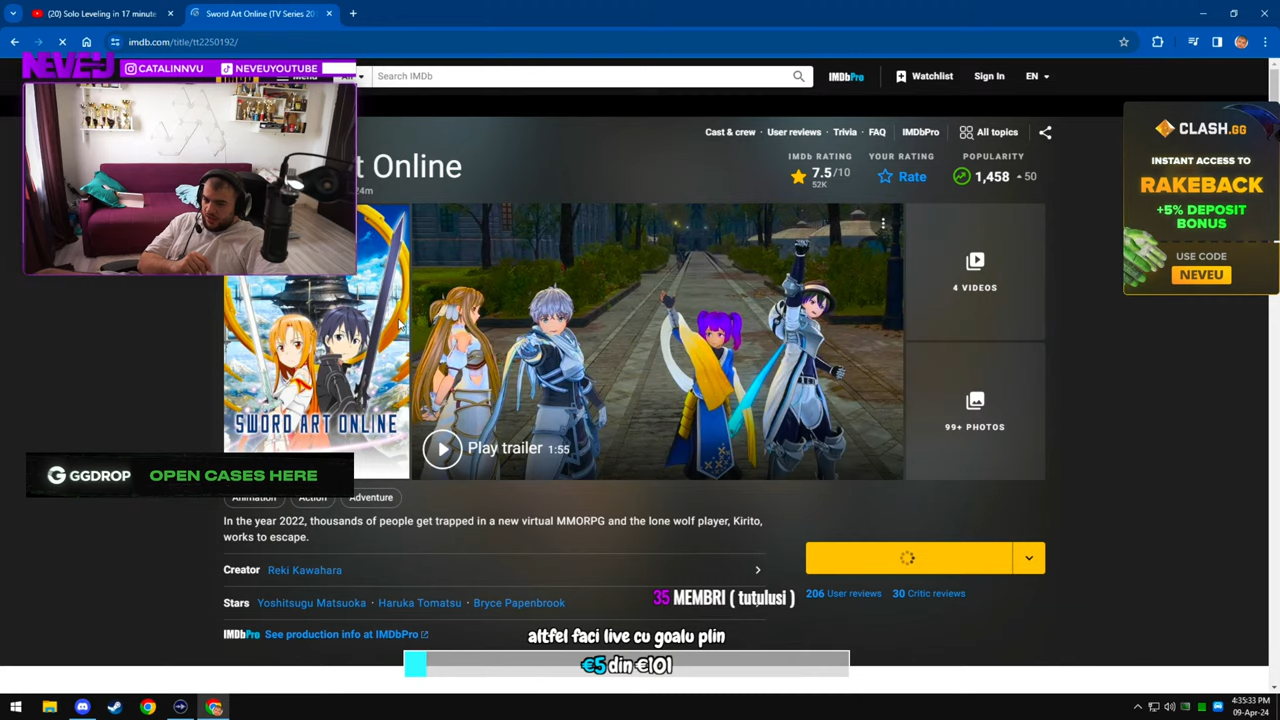 (20) Solo Leveling in 17 minute
Sword Art Online (TV Series 20
imdb.com/title/tt2250192/
NEVEU
CATALINNVU
NEVEUYOUTUBE
Menu
Search IMDb
IMDbPro
Watchlist
Sign In
EN
Cast & crew
User reviews
Trivia
FAQ
IMDbPro
All topics
t Online
24m
IMDb RATING
7.5/10
52K
YOUR RATING
Rate
POPULARITY
1,458
50
CLASH.GG
INSTANT ACCESS TO
RAKEBACK
+5% DEPOSIT
BONUS
USE CODE
NEVEU
SWORD ART ONLINE
Play trailer 1:55
4 VIDEOS
99+ PHOTOS
GGDROP
OPEN CASES HERE
Animation
Action
Adventure
In the year 2022, thousands of people get trapped in a new virtual MMORPG and the lone wolf player, Kirito,
works to escape.
Creator Reki Kawahara
Stars Yoshitsugu Matsuoka · Haruka Tomatsu · Bryce Papenbrook
IMDbPro See production info at IMDbPro
206 User reviews
30 Critic reviews
35 MEMBRI ( tutulusi )
altfel faci live cu goalu plin
€5 din €101
4:35:33 PM
09-Apr-24